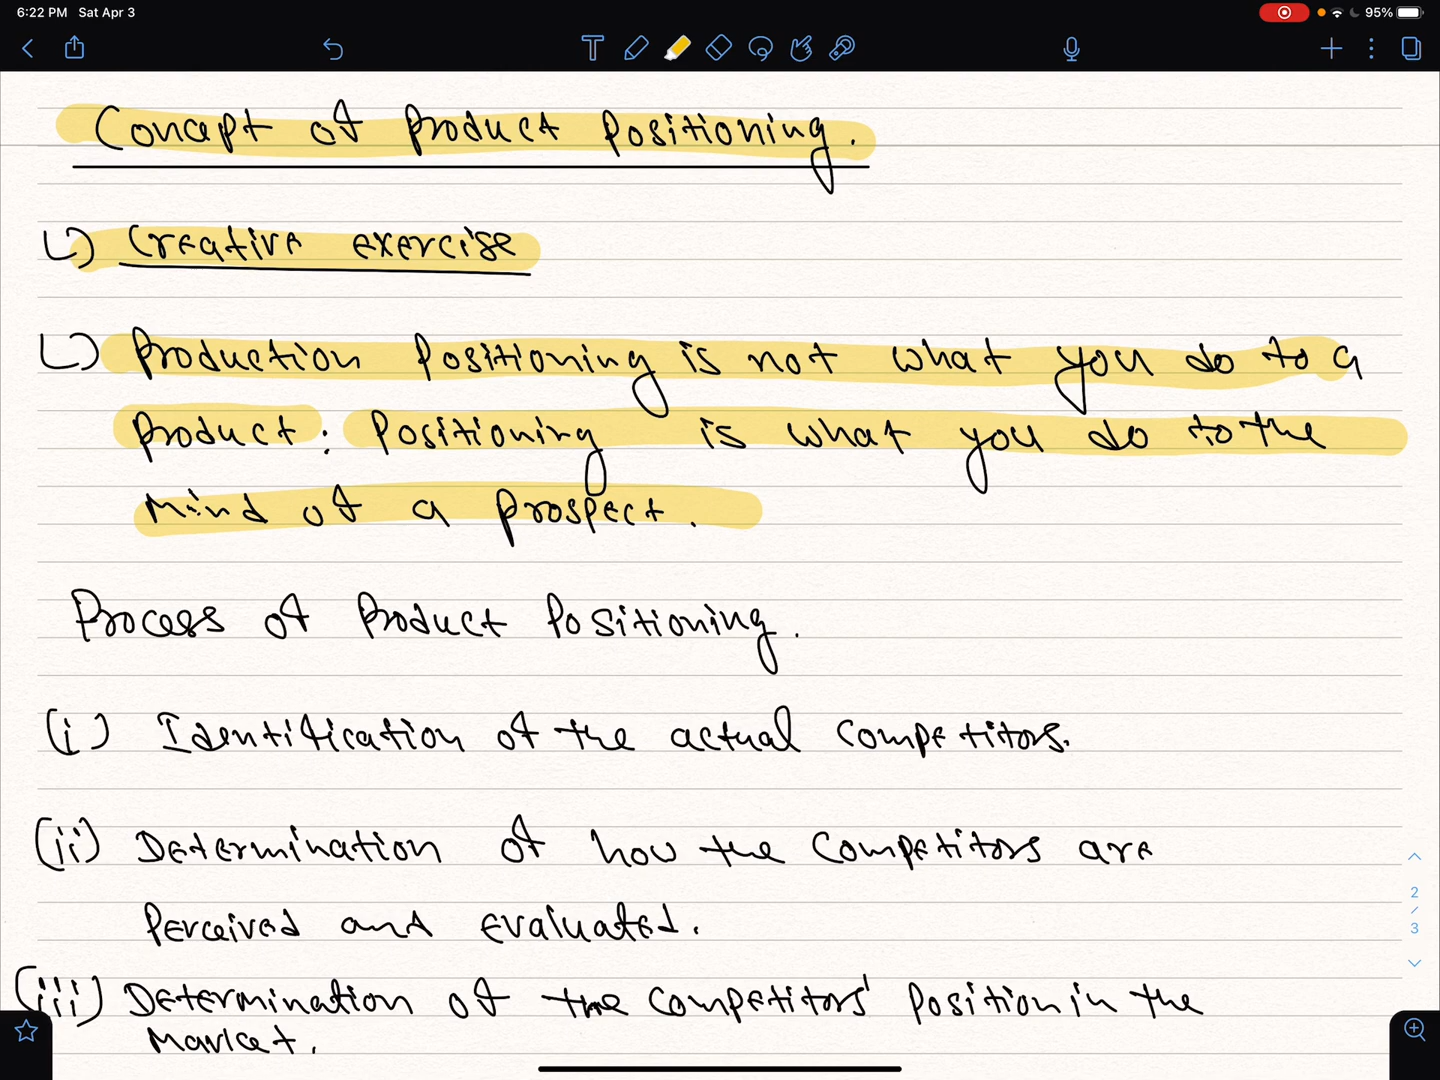 6:22 PM Sat Apr 3
95%
T
Concept of Product Positioning.
Creative exercise
Production Positioning is not what you do to a
Product: Positioning is what you do to the
Mind of a prospect.
Process of Product Positioning.
(i) Identification of the actual competitors.
(ii) Determination of how the competitors are
Perceived and evaluated.
(iii) Determination of the competitors' Position in the
Market.
2
/
3